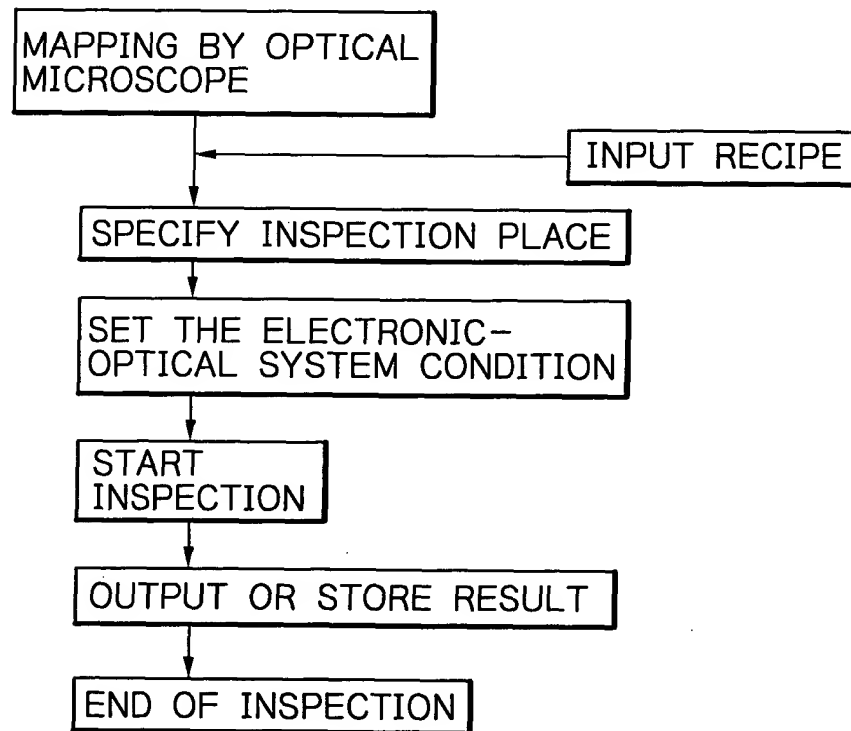 MAPPING BY OPTICAL
MICROSCOPE
INPUT RECIPE
SPECIFY INSPECTION PLACE
SET THE ELECTRONIC-
OPTICAL SYSTEM CONDITION
START
INSPECTION
OUTPUT OR STORE RESULT
END OF INSPECTION